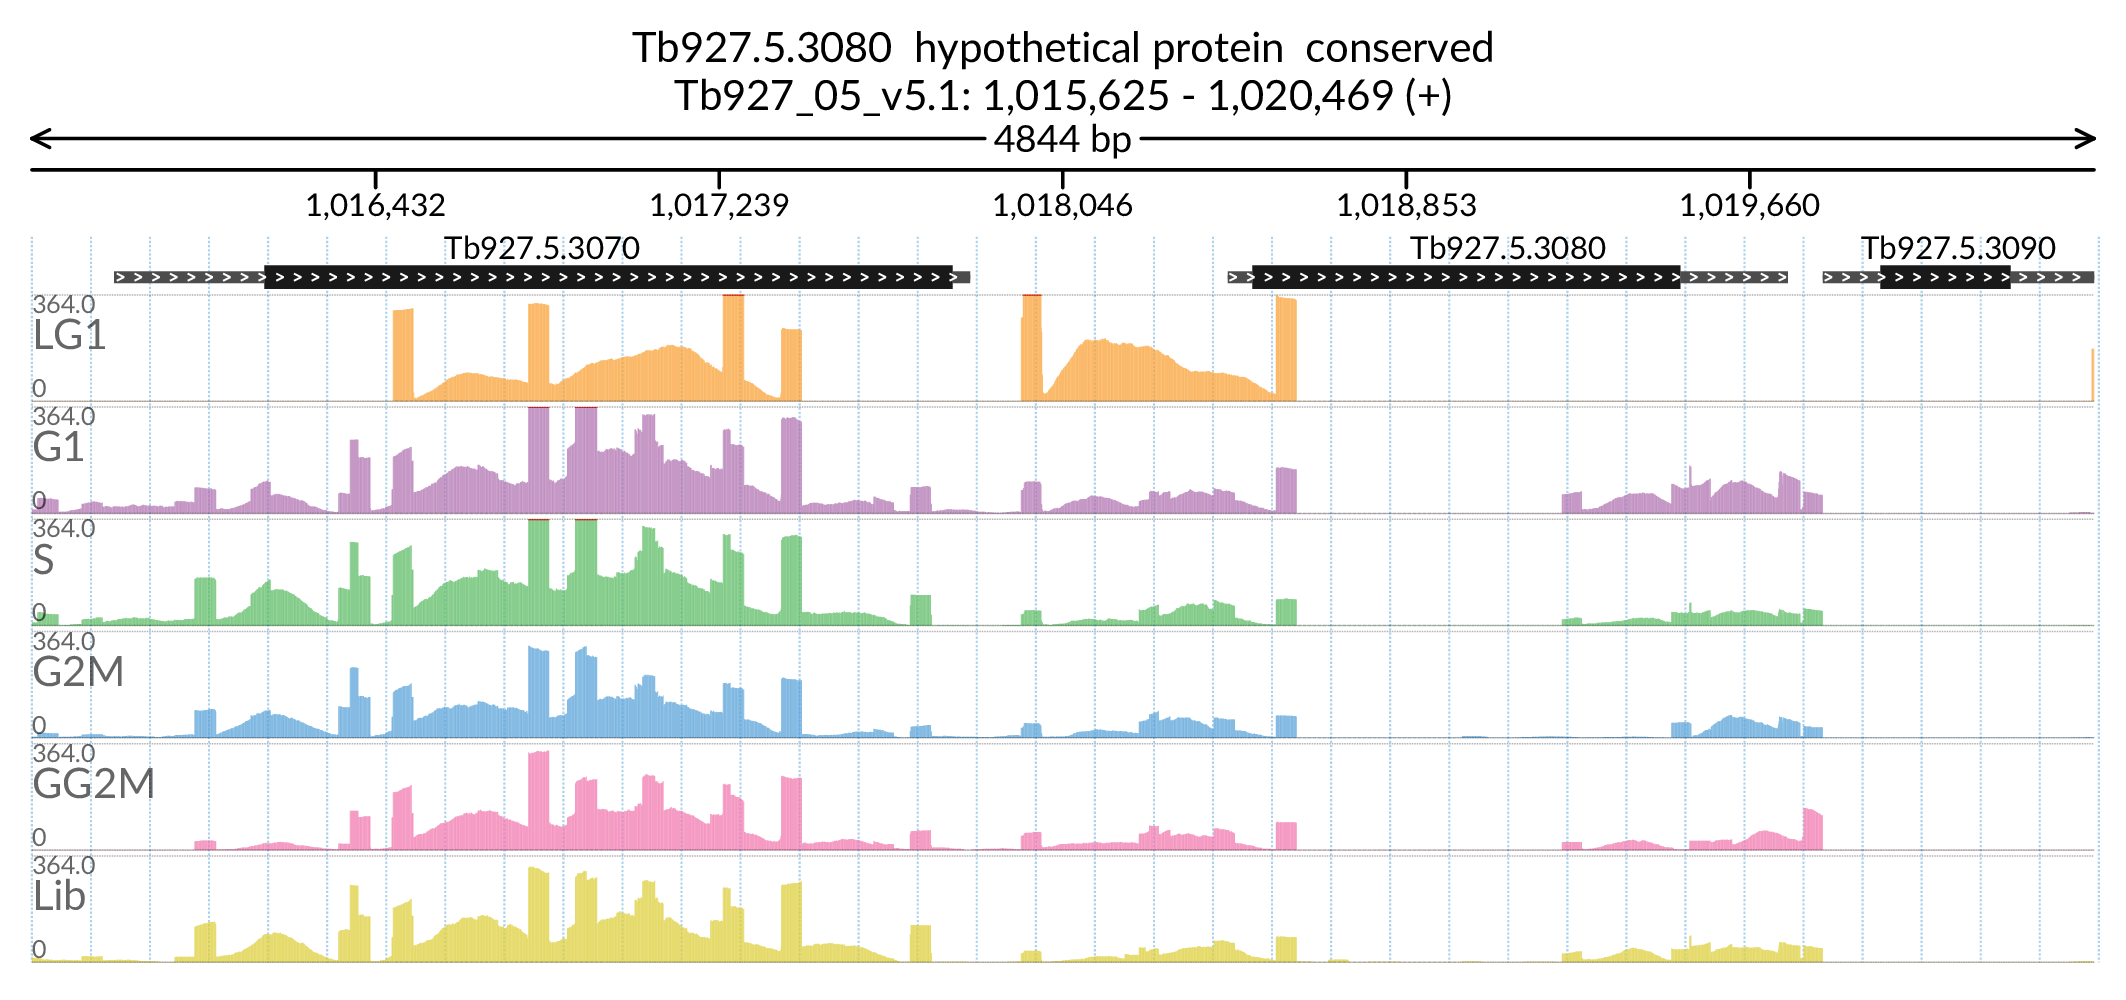 Tb927.5.3080  hypothetical protein  conserved
Tb927_05_v5.1: 1,015,625 - 1,020,469 (+)
4844 bp
1,016,432 1,017,239 1,018,046 1,018,853 1,019,660
Tb927.5.3070 Tb927.5.3080 Tb927.5.3090
364.0
LG1
0
364.0
G1
0
364.0
S
0
364.0
G2M
0
364.0
GG2M
0
364.0
Lib
0